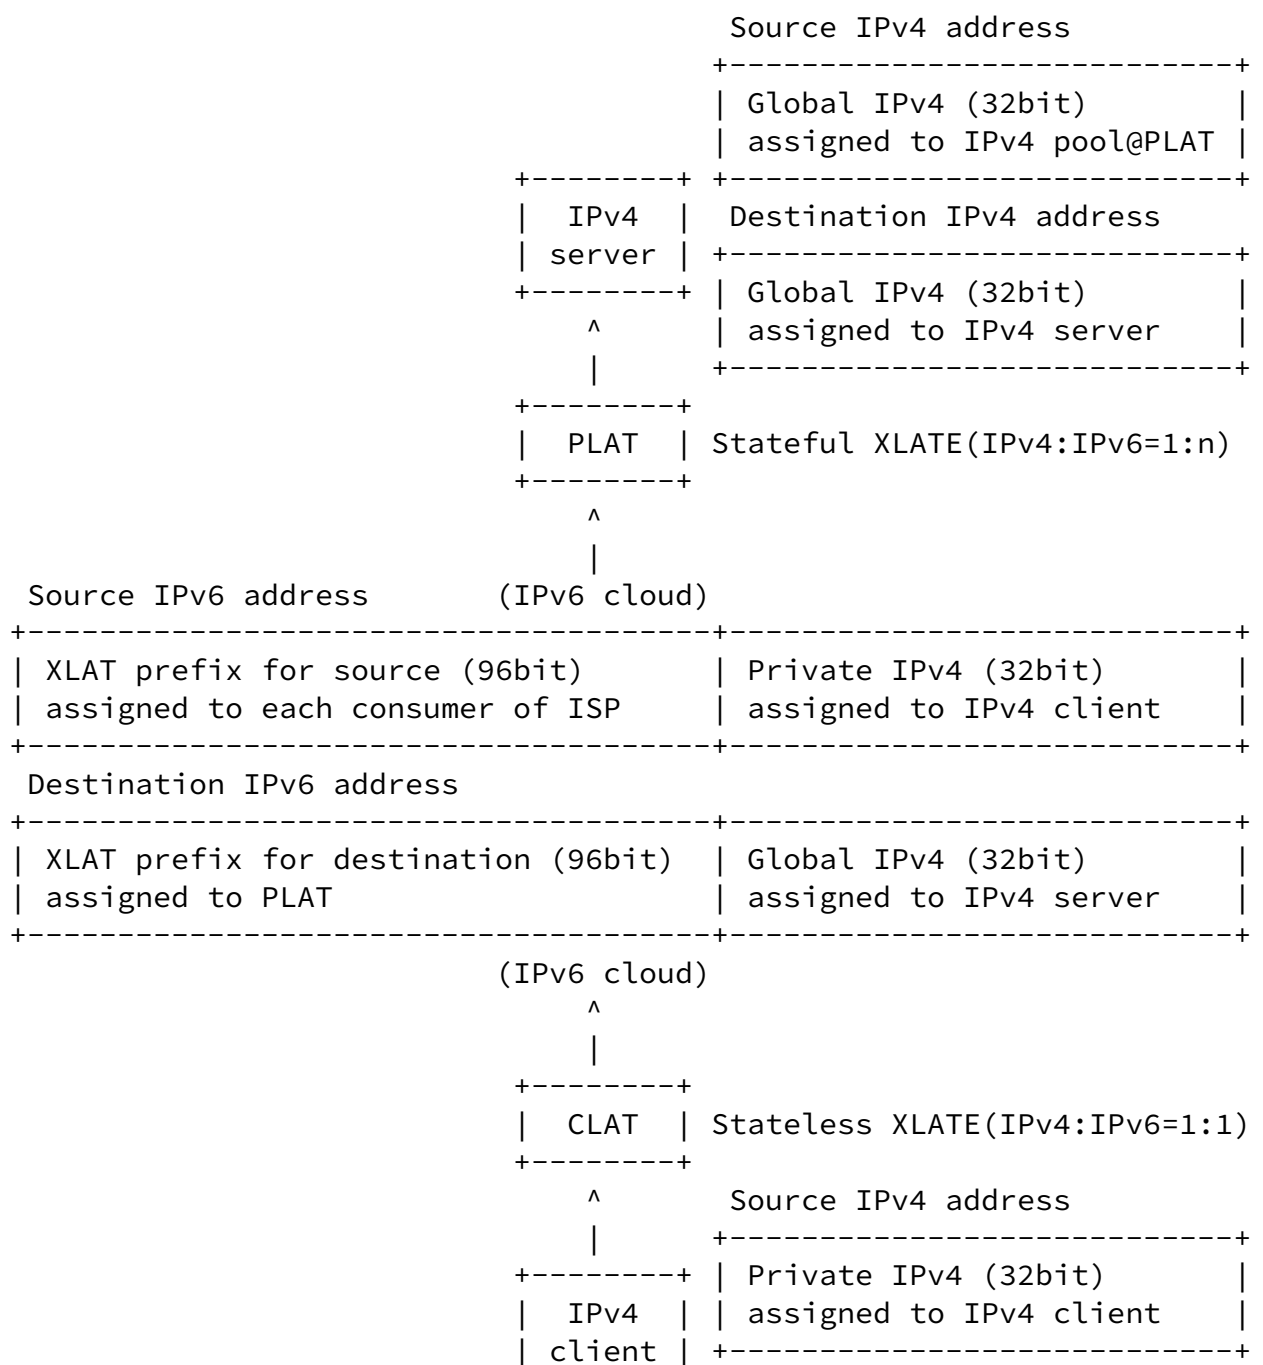 Source IPv4 address
+----------------------------+
| Global IPv4 (32bit)        |
| assigned to IPv4 pool@PLAT |
+--------+ +----------------------------+
|  IPv4  |  Destination IPv4 address
| server | +----------------------------+
+--------+ | Global IPv4 (32bit)        |
^      | assigned to IPv4 server    |
|      +----------------------------+
+--------+
|  PLAT  | Stateful XLATE(IPv4:IPv6=1:n)
+--------+
^
|
Source IPv6 address       (IPv6 cloud)
+--------------------------------------+----------------------------+
| XLAT prefix for source (96bit)       | Private IPv4 (32bit)       |
| assigned to each consumer of ISP     | assigned to IPv4 client    |
+--------------------------------------+----------------------------+
Destination IPv6 address
+--------------------------------------+----------------------------+
| XLAT prefix for destination (96bit)  | Global IPv4 (32bit)        |
| assigned to PLAT                     | assigned to IPv4 server    |
+--------------------------------------+----------------------------+
(IPv6 cloud)
^
|
+--------+
|  CLAT  | Stateless XLATE(IPv4:IPv6=1:1)
+--------+
^       Source IPv4 address
|      +----------------------------+
+--------+ | Private IPv4 (32bit)       |
|  IPv4  | | assigned to IPv4 client    |
| client | +----------------------------+